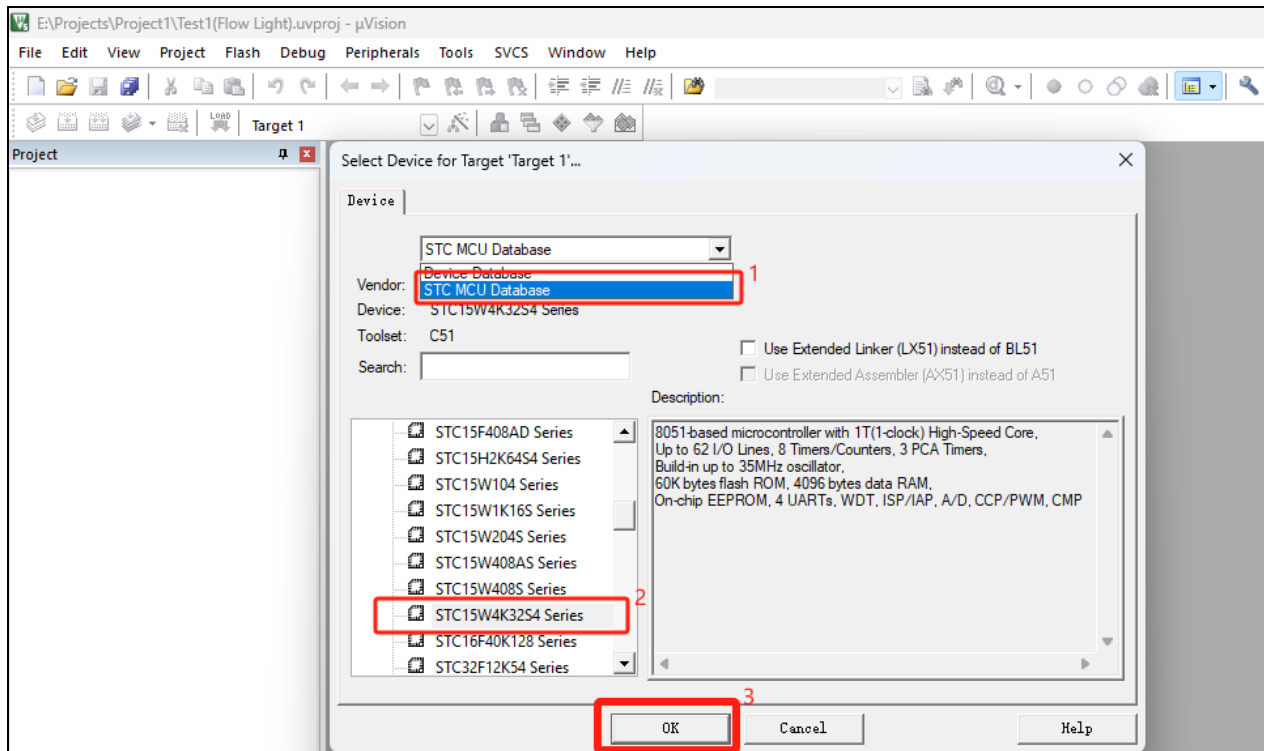 E:\Projects\Project1\Test1(Flow Light).uvproj - µVision
File Edit View Project Flash Debug Peripherals Tools SVCS Window Help
LOAD Target 1
Project
Select Device for Target 'Target 1'...
Device
STC MCU Database
Device Database
1
Vendor: STC MCU Database
Device: STC15W4K32S4 Series
Toolset: C51
Use Extended Linker (LX51) instead of BL51
Search:
Use Extended Assembler (AX51) instead of A51
Description:
STC15F408AD Series
STC15H2K64S4 Series
STC15W104 Series
STC15W1K16S Series
STC15W204S Series
STC15W408AS Series
STC15W408S Series
2
STC15W4K32S4 Series
STC16F40K128 Series
STC32F12K54 Series
8051-based microcontroller with 1T(1-clock) High-Speed Core,
Up to 62 I/O Lines, 8 Timers/Counters, 3 PCA Timers,
Build-in up to 35MHz oscillator,
60K bytes flash ROM, 4096 bytes data RAM,
On-chip EEPROM, 4 UARTs, WDT, ISP/IAP, A/D, CCP/PWM, CMP
3
OK Cancel Help